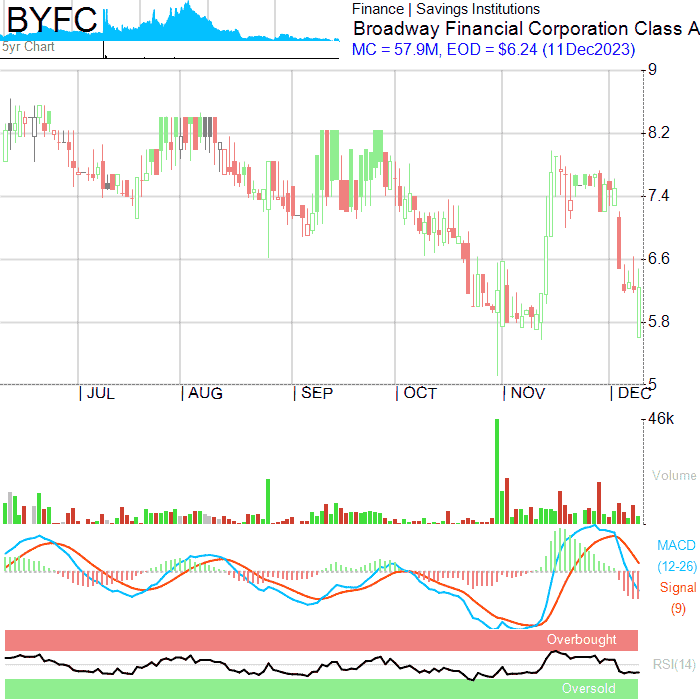 BYFC
5yr Chart
Finance | Savings Institutions
Broadway Financial Corporation Class A
MC = 57.9M, EOD = $6.24 (11Dec2023)
9
8.2
7.4
6.6
5.8
5
JUL AUG SEP OCT NOV DEC
46k
Volume
MACD
(12-26)
Signal
(9)
Overbought
RSI(14)
Oversold